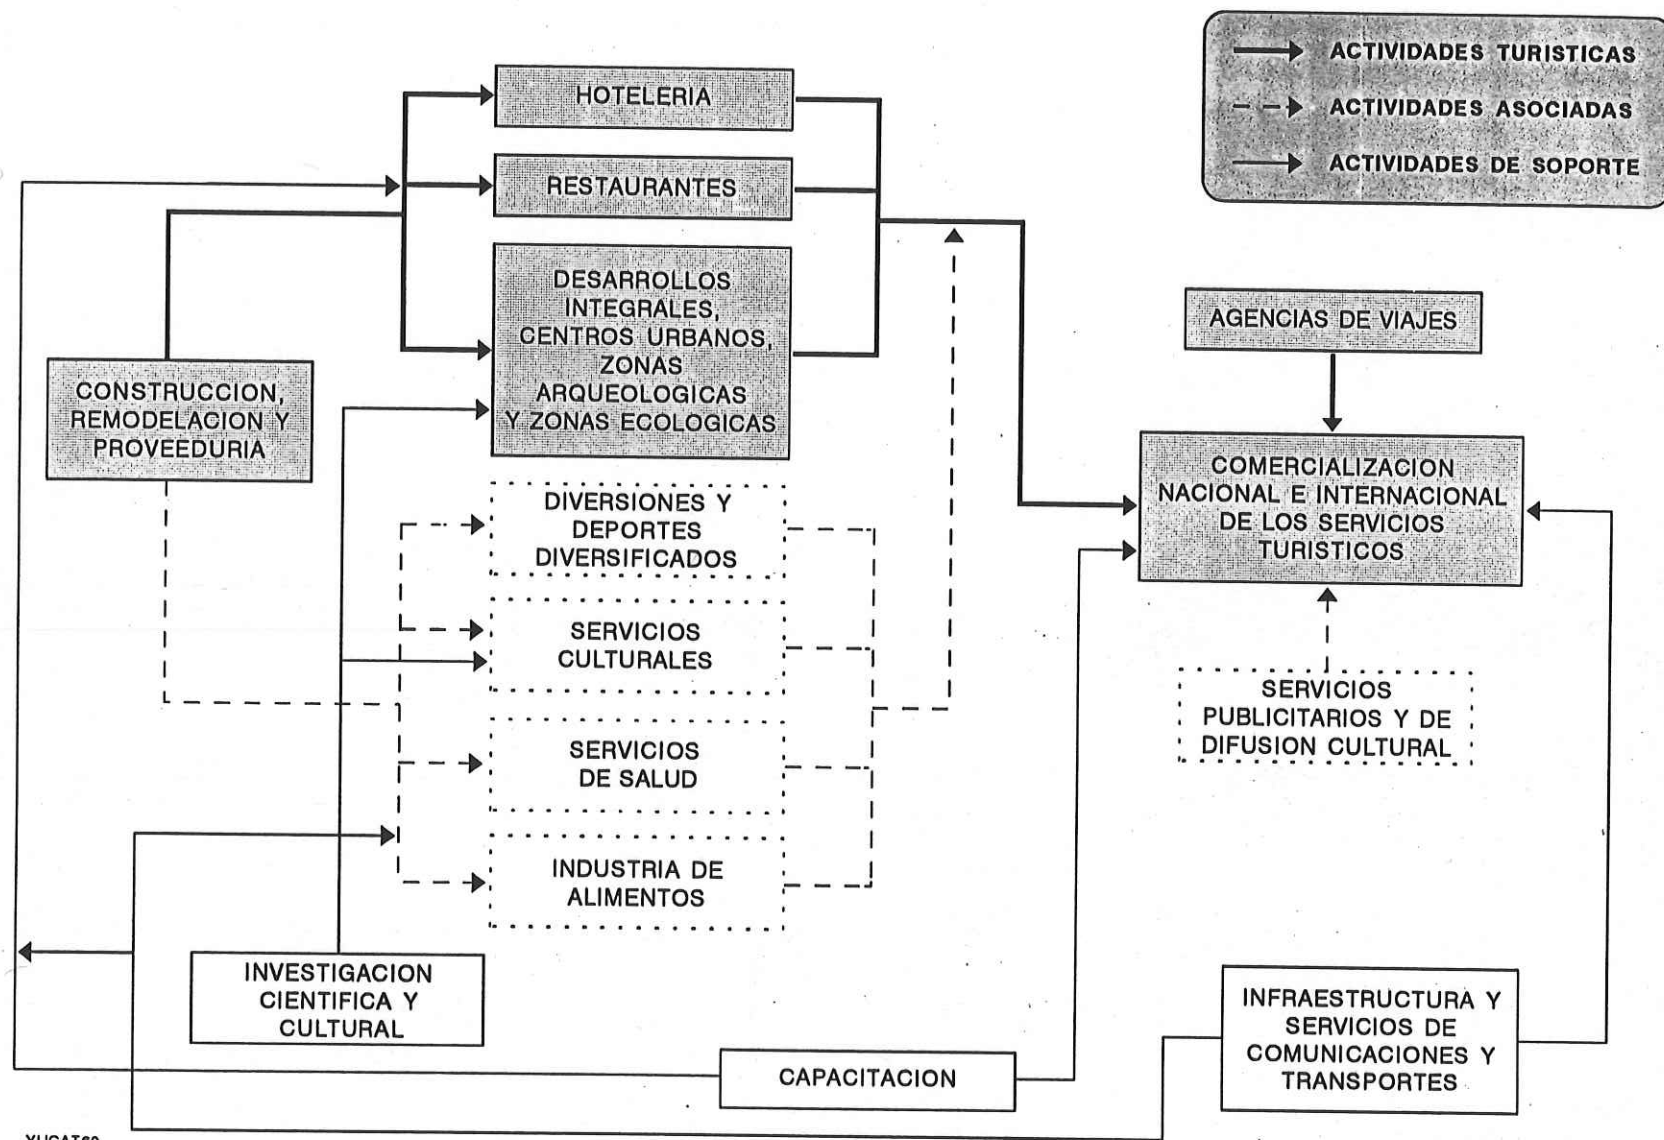 ACTIVIDADES TURISTICAS
ACTIVIDADES ASOCIADAS
ACTIVIDADES DE SOPORTE
HOTELERIA
RESTAURANTES
DESARROLLOS
INTEGRALES,
CENTROS URBANOS,
ZONAS
ARQUEOLOGICAS
Y ZONAS ECOLOGICAS
AGENCIAS DE VIAJES
CONSTRUCCION,
REMODELACION Y
PROVEEDURIA
COMERCIALIZACION
NACIONAL E INTERNACIONAL
DE LOS SERVICIOS
TURISTICOS
DIVERSIONES Y
DEPORTES
DIVERSIFICADOS
SERVICIOS
CULTURALES
SERVICIOS
PUBLICITARIOS Y DE
DIFUSION CULTURAL
SERVICIOS
DE SALUD
INDUSTRIA DE
ALIMENTOS
INVESTIGACION
CIENTIFICA Y
CULTURAL
INFRAESTRUCTURA Y
SERVICIOS DE
COMUNICACIONES Y
TRANSPORTES
CAPACITACION